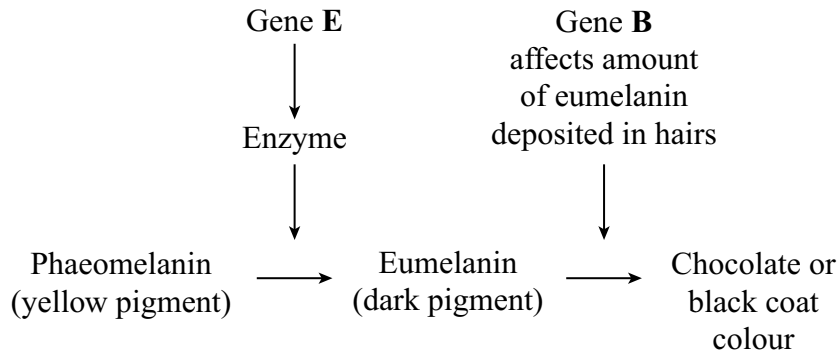 Gene E
Enzyme
Gene B
affects amount
of eumelanin
deposited in hairs
Phaeomelanin
(yellow pigment)
Eumelanin
(dark pigment)
Chocolate or
black coat
colour